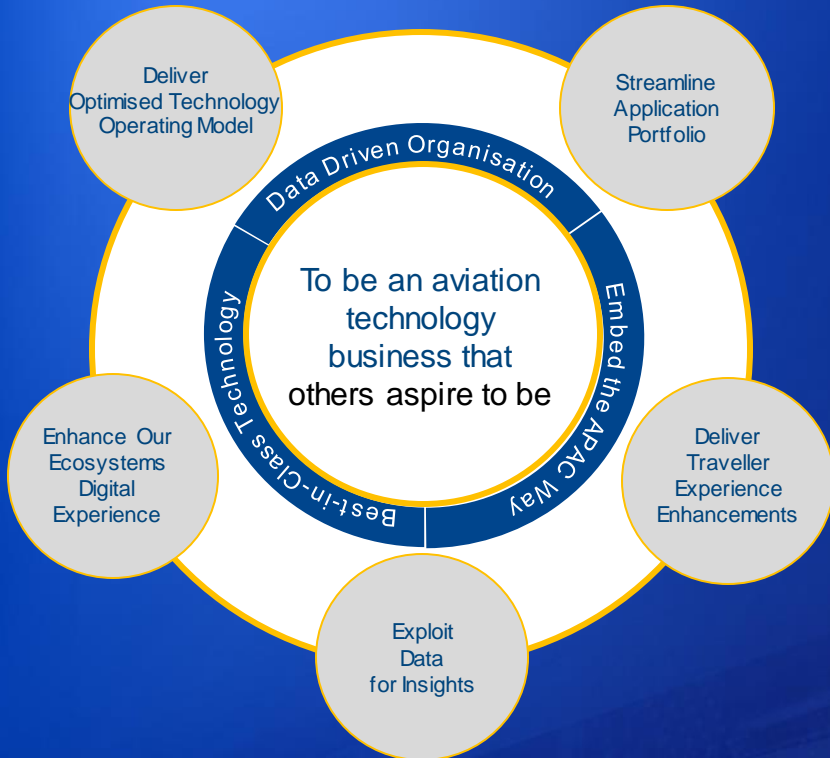 Deliver
Optimised Technology
Operating Model
Streamline
Application
Portfolio
Data Driven Organisation
Embed the APAC Way
Best-in-Class Technology
To be an aviation
technology
business that
others aspire to be
Enhance Our
Ecosystems
Digital
Experience
Deliver
Traveller
Experience
Enhancements
Exploit
Data
for Insights